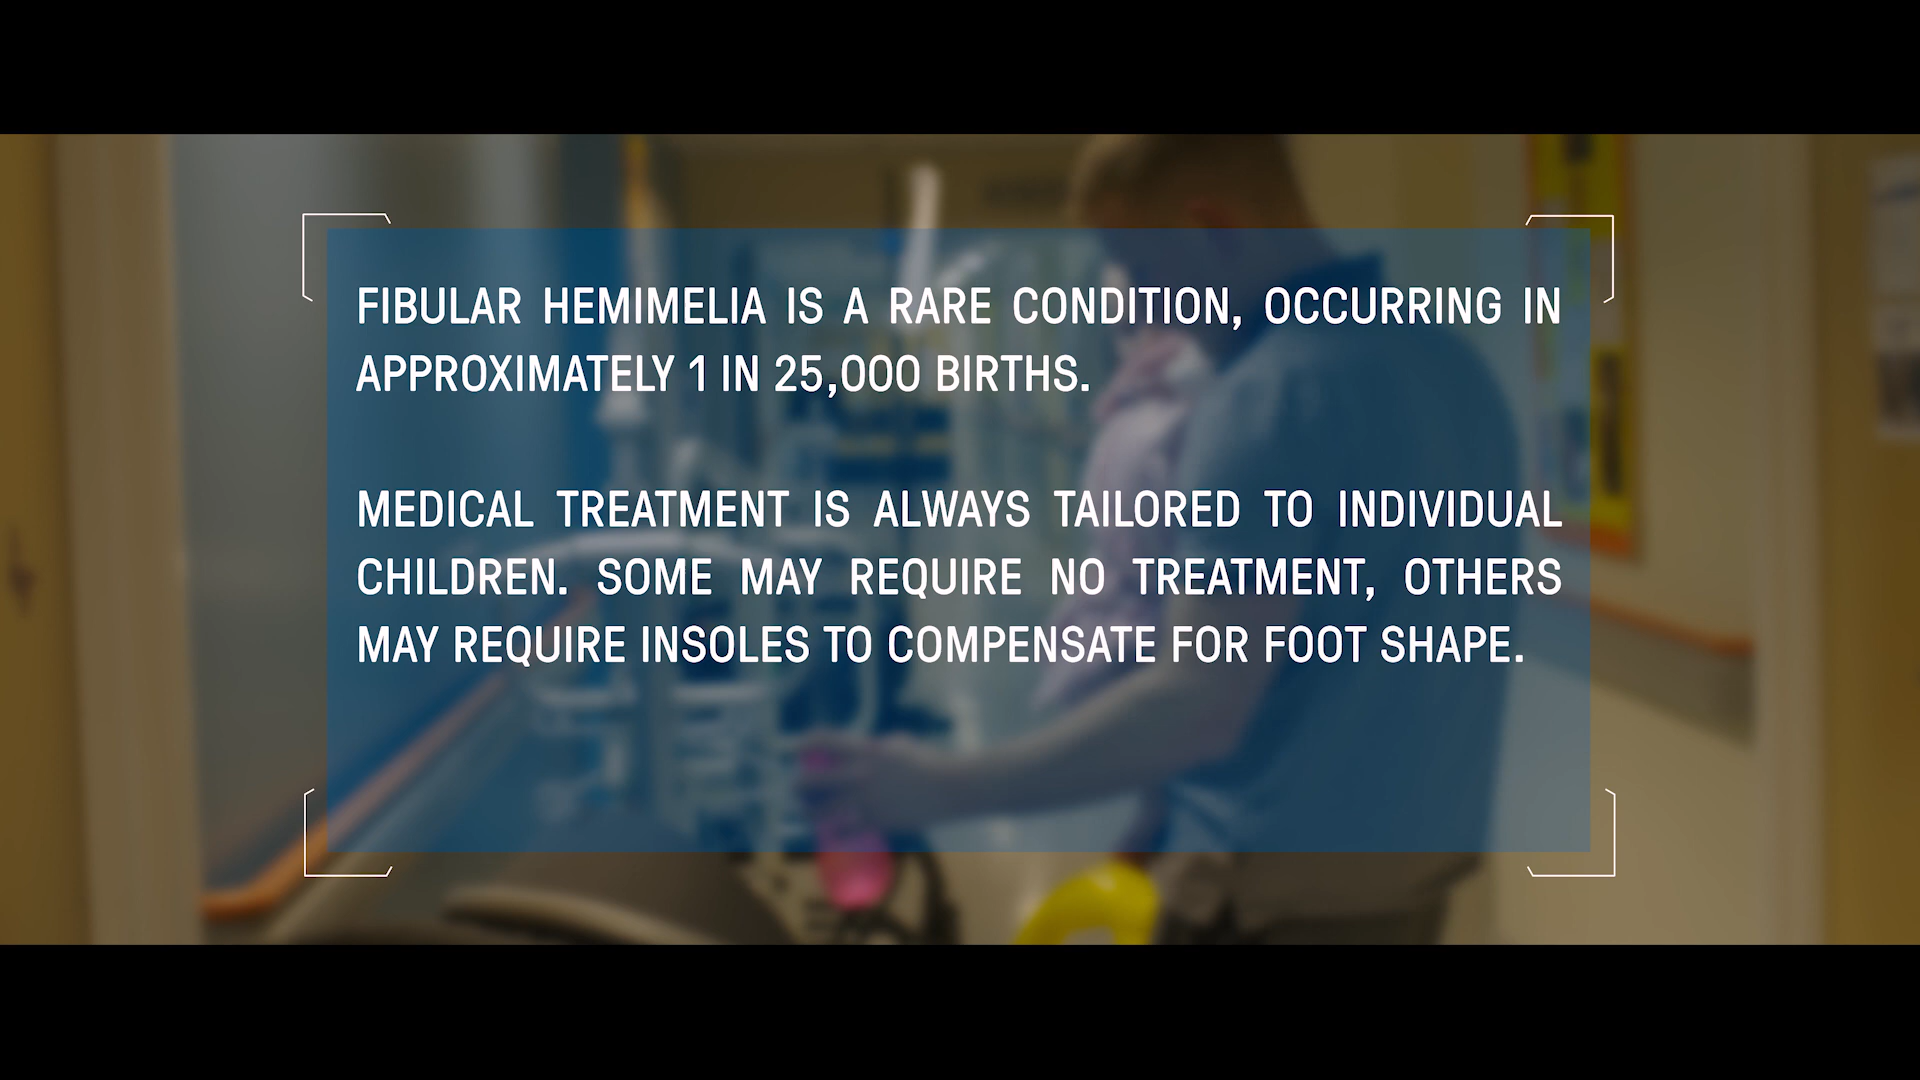 FIBULAR HEMIMELIA IS A RARE CONDITION, OCCURRING IN
APPROXIMATELY 1 IN 25,000 BIRTHS.
MEDICAL TREATMENT IS ALWAYS TAILORED TO INDIVIDUAL
CHILDREN. SOME MAY REQUIRE NO TREATMENT, OTHERS
MAY REQUIRE INSOLES TO COMPENSATE FOR FOOT SHAPE.